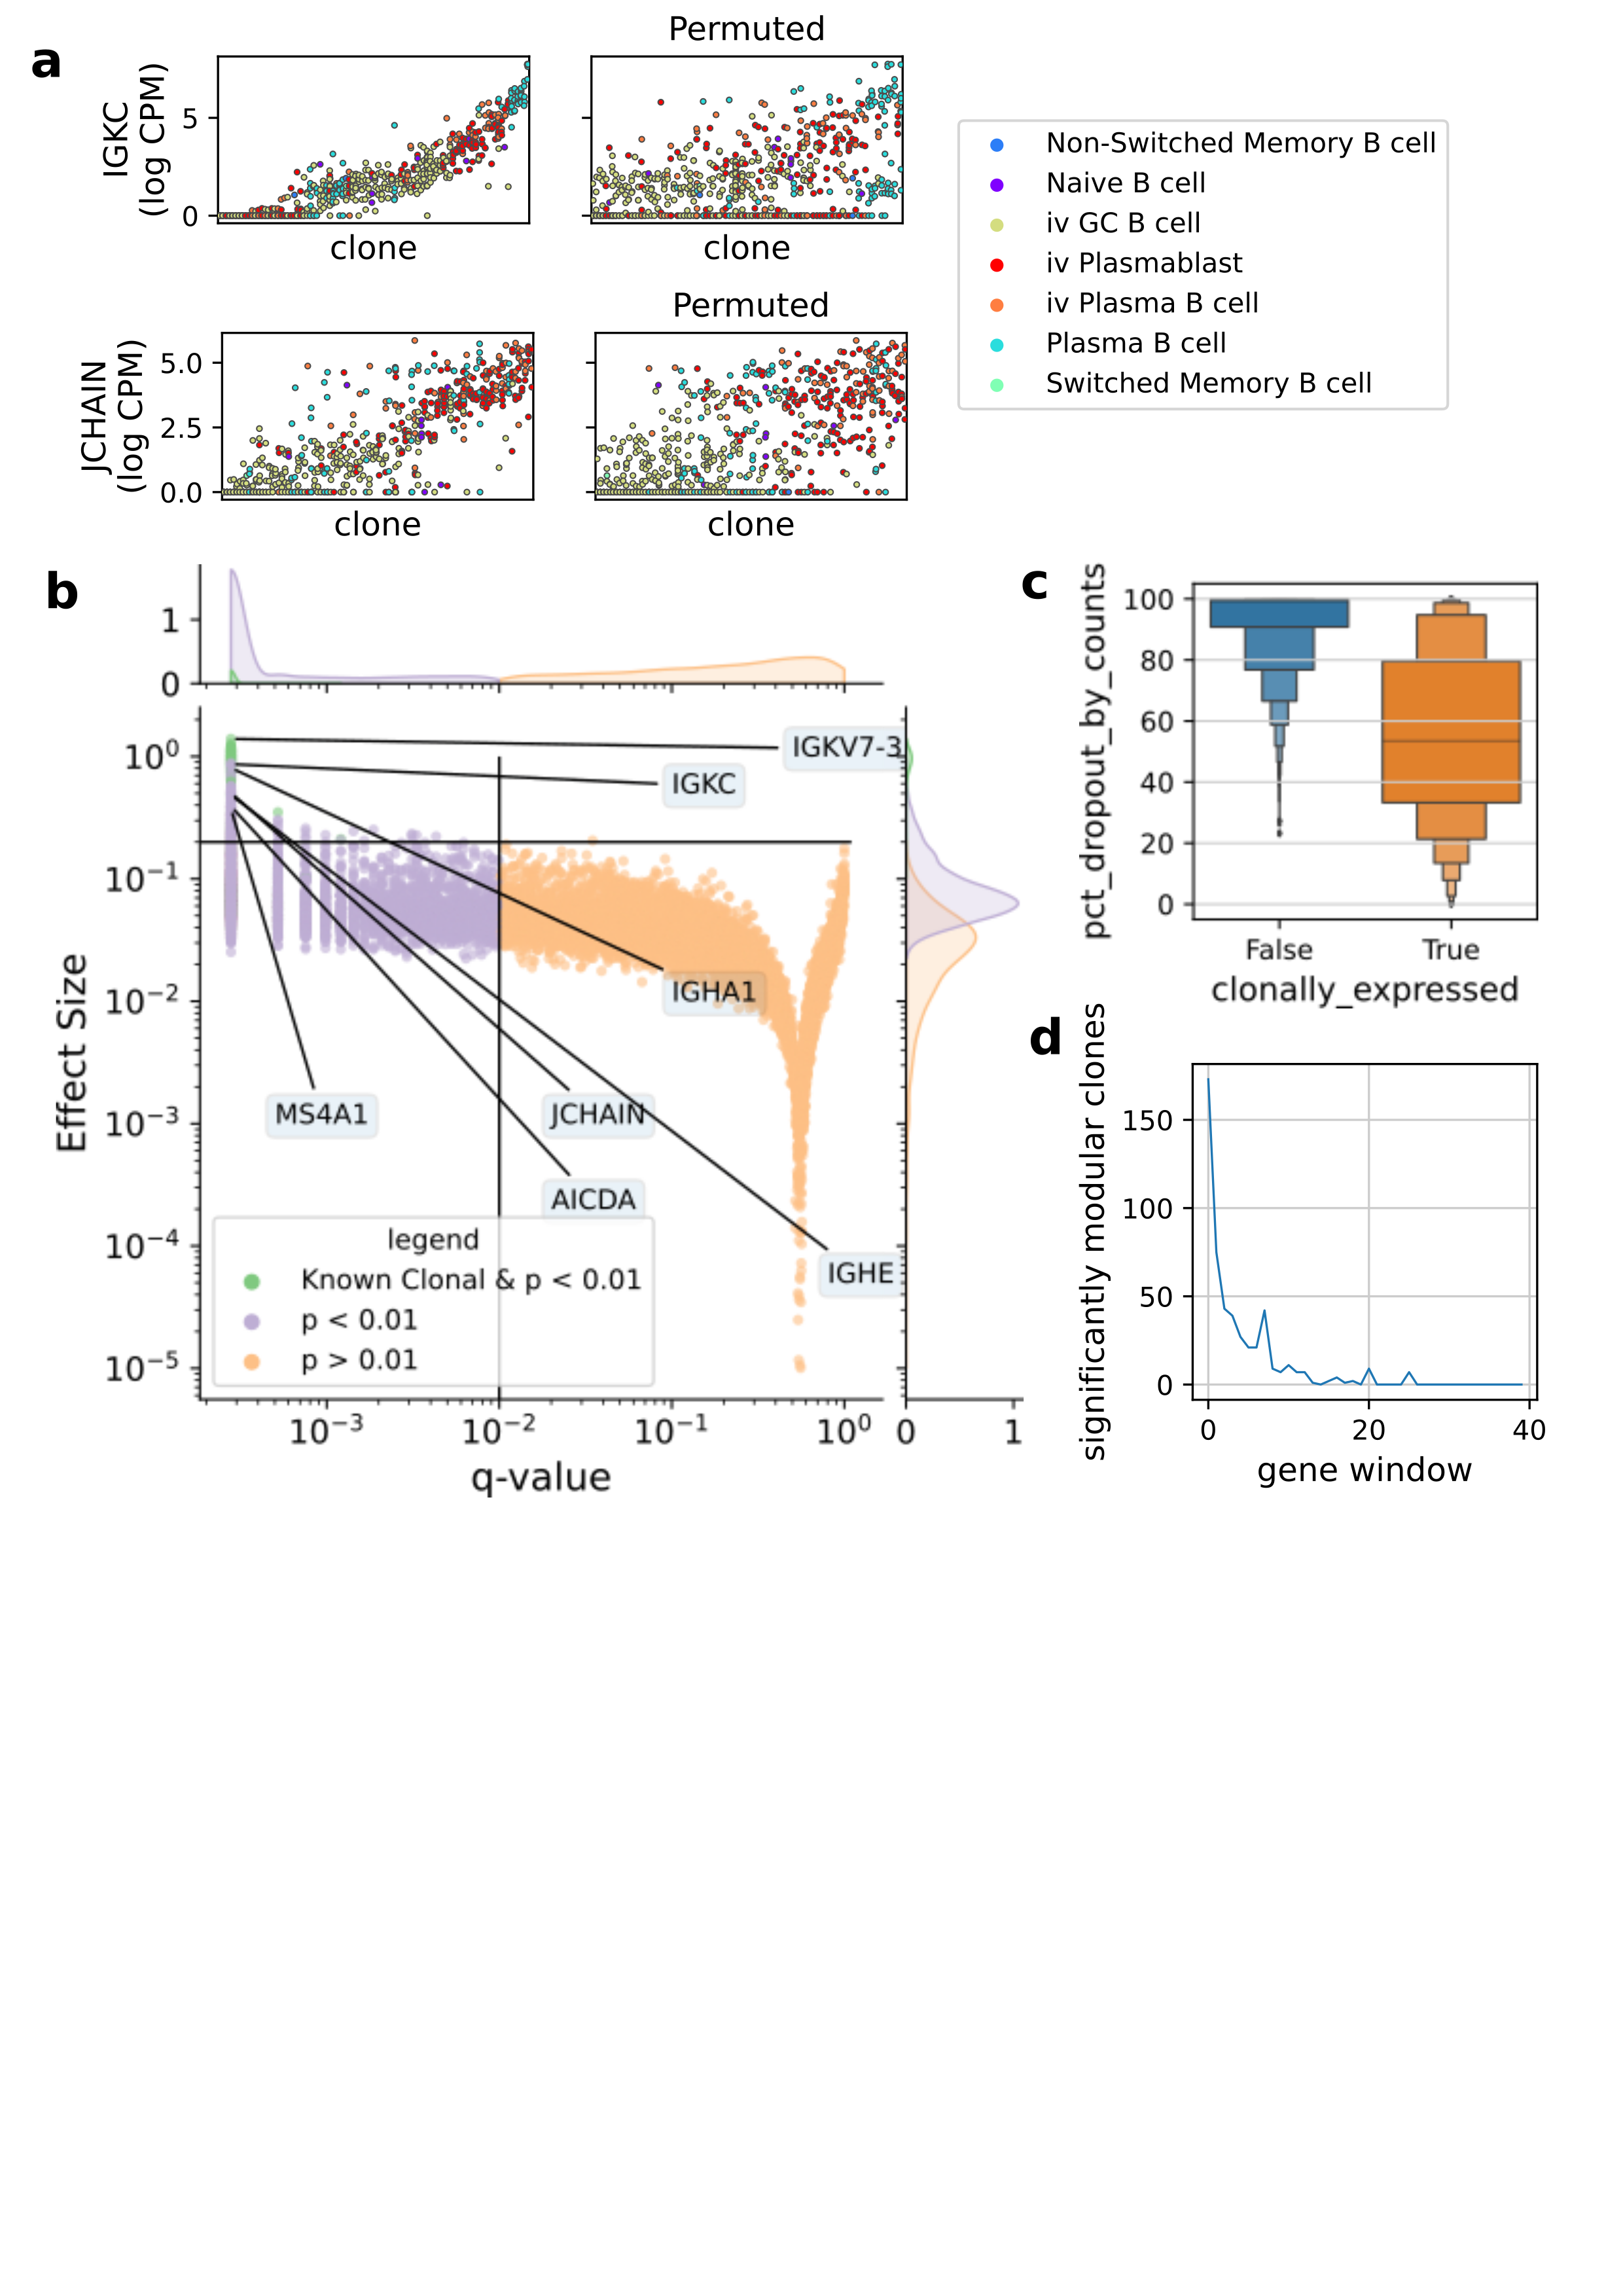 a
Permuted
IGKC
(log CPM)
5
0
clone
clone
Non-Switched Memory B cell
Naive B cell
iv GC B cell
iv Plasmablast
iv Plasma B cell
Plasma B cell
Switched Memory B cell
Permuted
JCHAIN
(log CPM)
5.0
2.5
0.0
clone
clone
b
1
0
Effect Size
10⁰
10⁻¹
10⁻²
10⁻³
10⁻⁴
10⁻⁵
IGKV7-3
IGKC
IGHA1
MS4A1
JCHAIN
AICDA
IGHE
legend
Known Clonal & p < 0.01
p < 0.01
p > 0.01
10⁻³
10⁻²
10⁻¹
10⁰
0
1
q-value
c
pct_dropout_by_counts
100
80
60
40
20
0
False
True
clonally_expressed
d
significantly modular clones
150
100
50
0
0
20
40
gene window